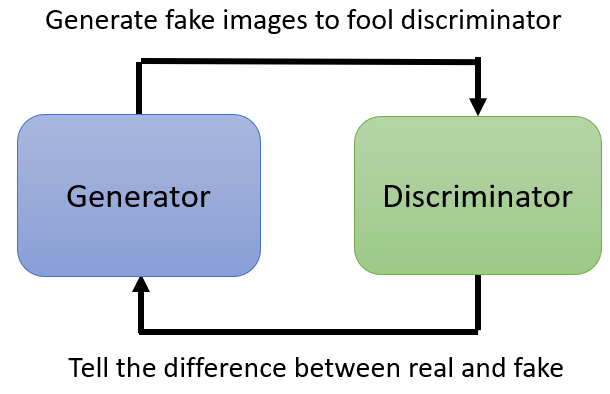 Generate fake images to fool discriminator
Generator
Discriminator
Tell the difference between real and fake